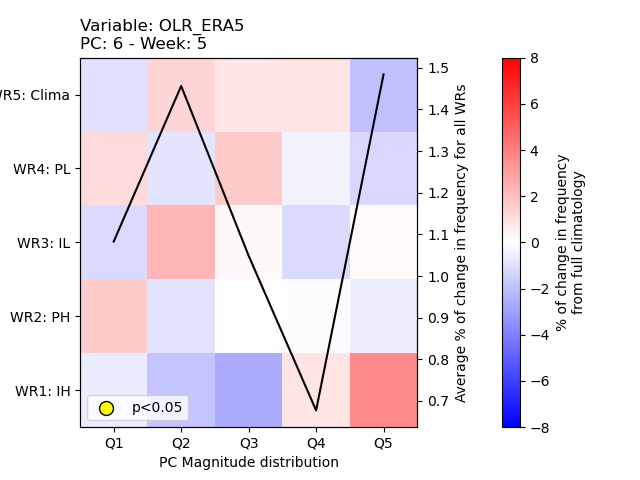 Variable: OLR_ERA5
PC: 6 - Week: 5
WR5: Clima
WR4: PL
WR3: IL
WR2: PH
WR1: IH
p<0.05
Q1 Q2 Q3 Q4 Q5
PC Magnitude distribution
1.5
1.4
1.3
1.2
1.1
1.0
0.9
0.8
0.7
Average % of change in frequency for all WRs
8
6
4
2
0
−2
−4
−6
−8
% of change in frequency
from full climatology